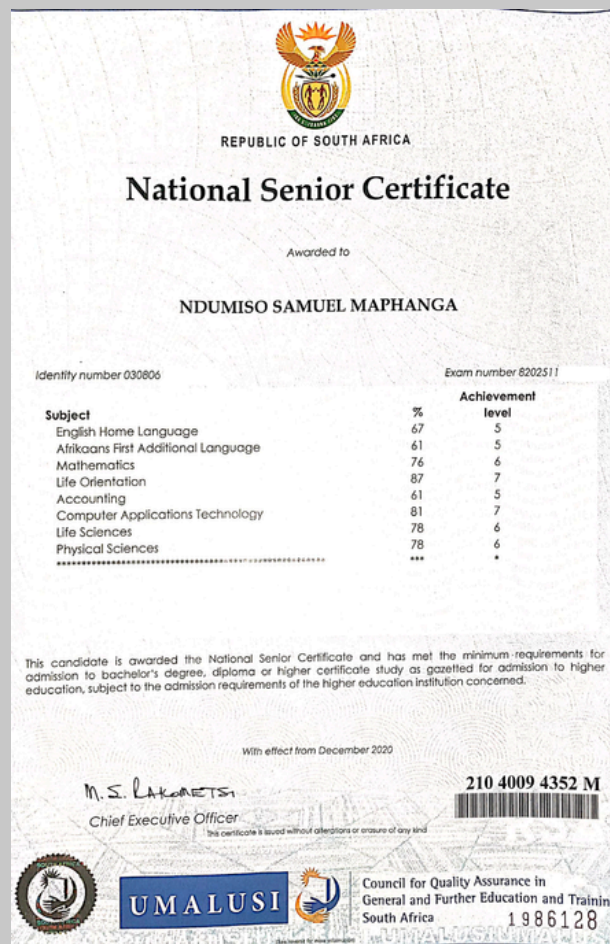 REPUBLIC OF SOUTH AFRICA
National Senior Certificate
Awarded to
NDUMISO SAMUEL MAPHANGA
Identity number 030806 Exam number 8202511
Subject % Achievement level
English Home Language 67 5
Afrikaans First Additional Language 61 5
Mathematics 76 6
Life Orientation 87 7
Accounting 61 5
Computer Applications Technology 81 7
Life Sciences 78 6
Physical Sciences 78 6
*** *
This candidate is awarded the National Senior Certificate and has met the minimum requirements for
admission to bachelor's degree, diploma or higher certificate study as gazetted for admission to higher
education, subject to the admission requirements of the higher education institution concerned.
With effect from December 2020
M.S. RAKOMETSI
210 4009 4352 M
Chief Executive Officer
This certificate is issued without alterations or erasure of any kind
UMALUSI
Council for Quality Assurance in
General and Further Education and Trainin
South Africa
1986128